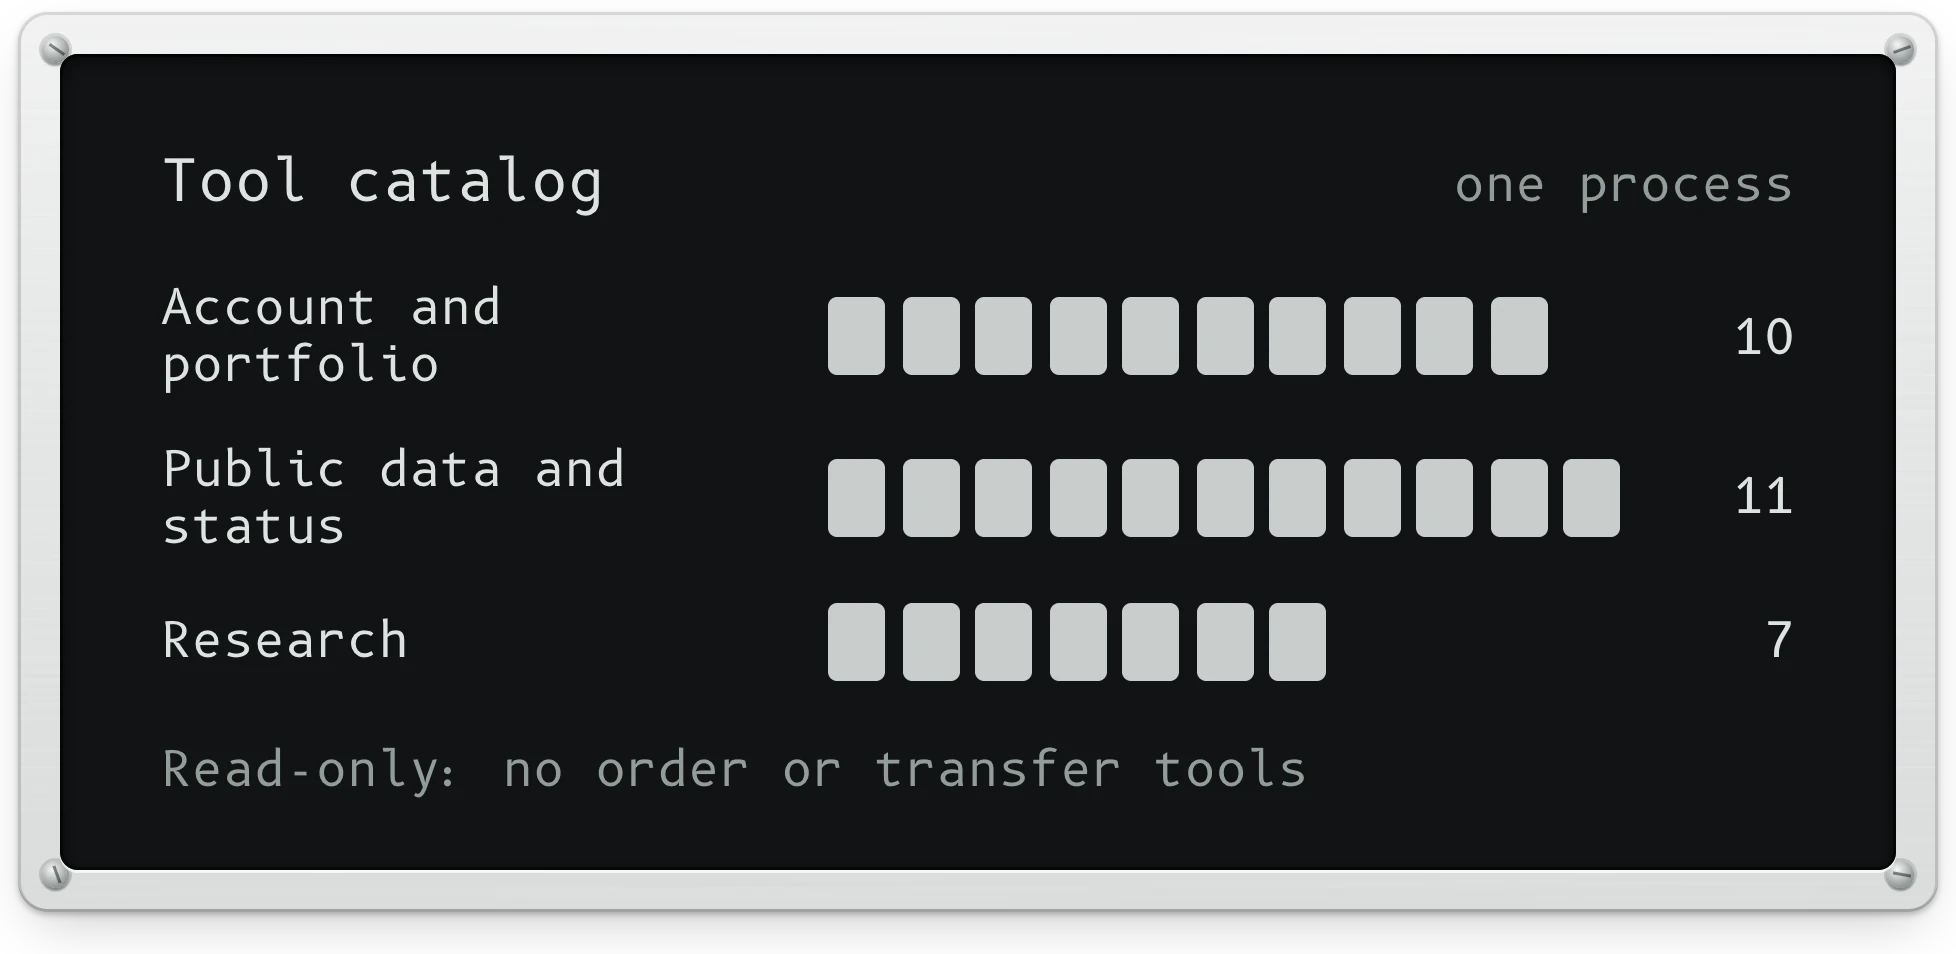 Tool catalog
one process
Account and
portfolio
10
Public data and
status
11
Research
7
Read-only: no order or transfer tools